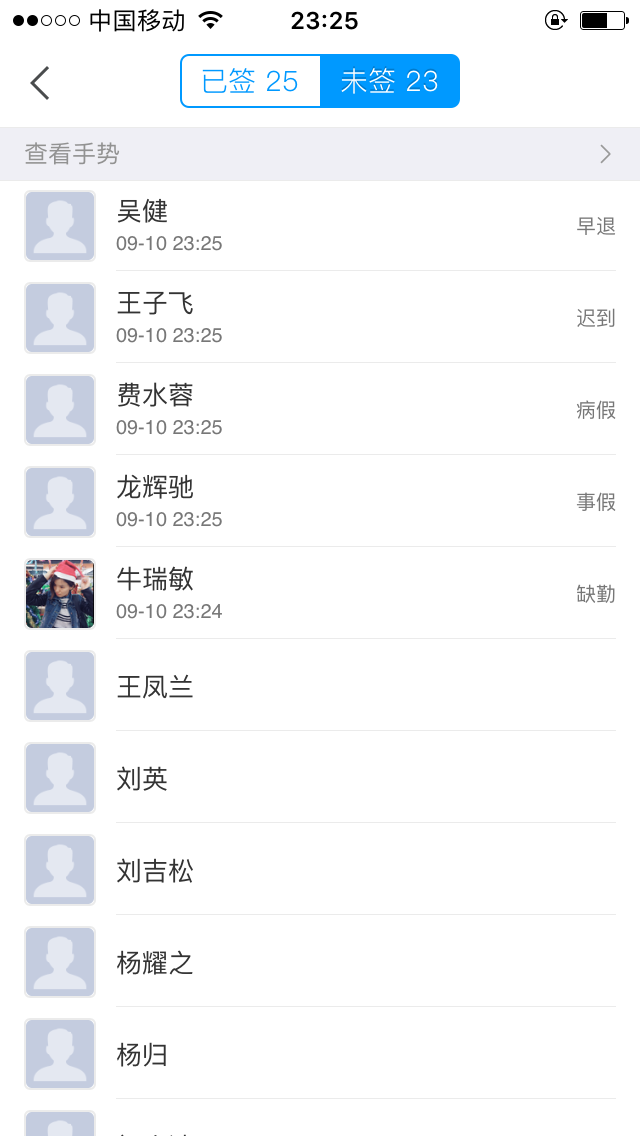 中国移动
23:25
已签 25
未签 23
查看手势
吴健
09-10 23:25
早退
王子飞
09-10 23:25
迟到
费水蓉
09-10 23:25
病假
龙辉驰
09-10 23:25
事假
牛瑞敏
09-10 23:24
缺勤
王凤兰
刘英
刘吉松
杨耀之
杨归